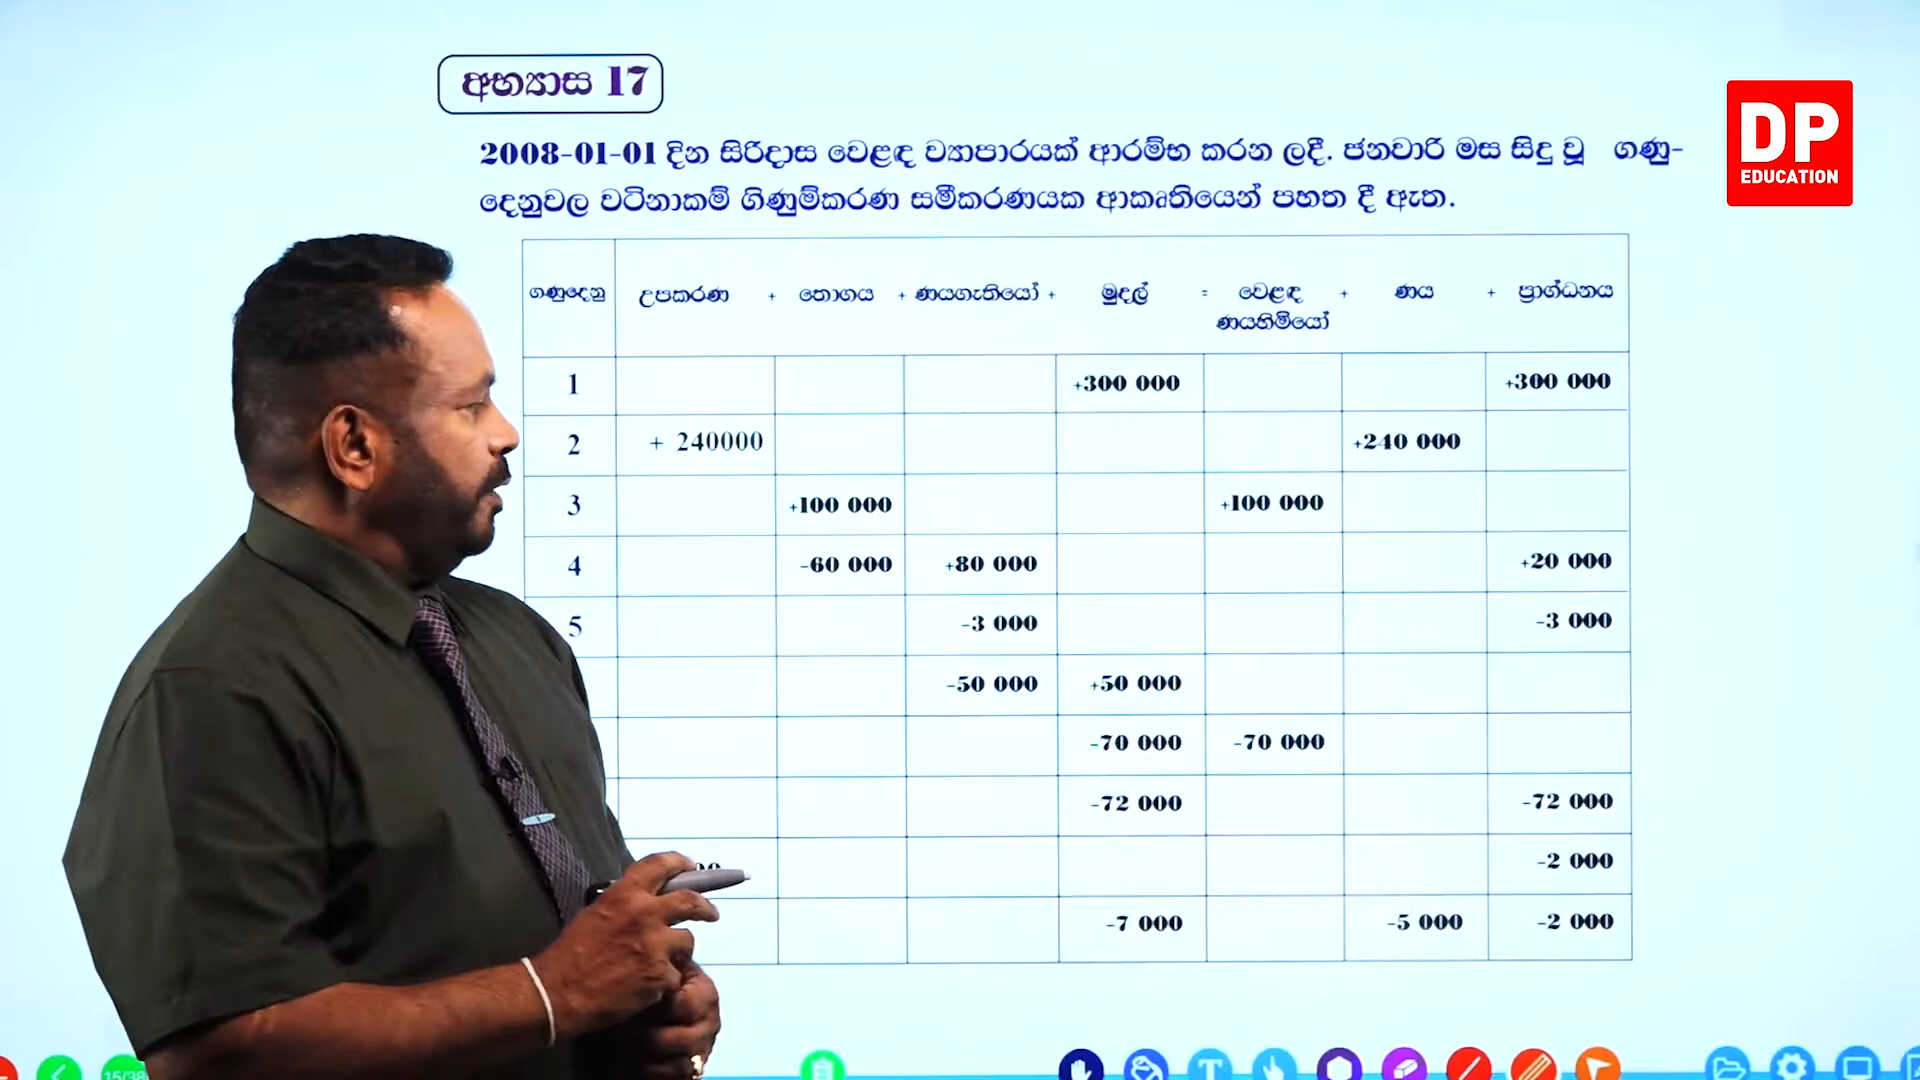 අභ්‍යාස 17
DP
EDUCATION
2008-01-01 දින සිරිදාස වෙළඳ ව්‍යාපාරයක් ආරම්භ කරන ලදී. ජනවාරි මස සිදු වූ ගණු-
දෙනුවල වටිනාකම් ගිණුම්කරණ සමීකරණයක ආකෘතියෙන් පහත දී ඇත.
ගණුදෙනු උපකරණ + තොගය + ණයගැතියෝ + මුදල් = වෙළඳ + ණය + ප්‍රාග්ධනය
ණයහිමියෝ
1 +300 000 +300 000
2 + 240000 +240 000
3 +100 000 +100 000
4 -60 000 +80 000 +20 000
5 -3 000 -3 000
-50 000 +50 000
-70 000 -70 000
-72 000 -72 000
-2 000
-7 000 -5 000 -2 000
15/38